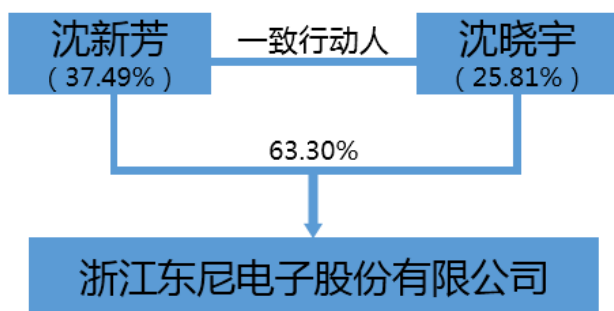 沈新芳
（37.49%）
一致行动人
沈晓宇
（25.81%）
63.30%
浙江东尼电子股份有限公司